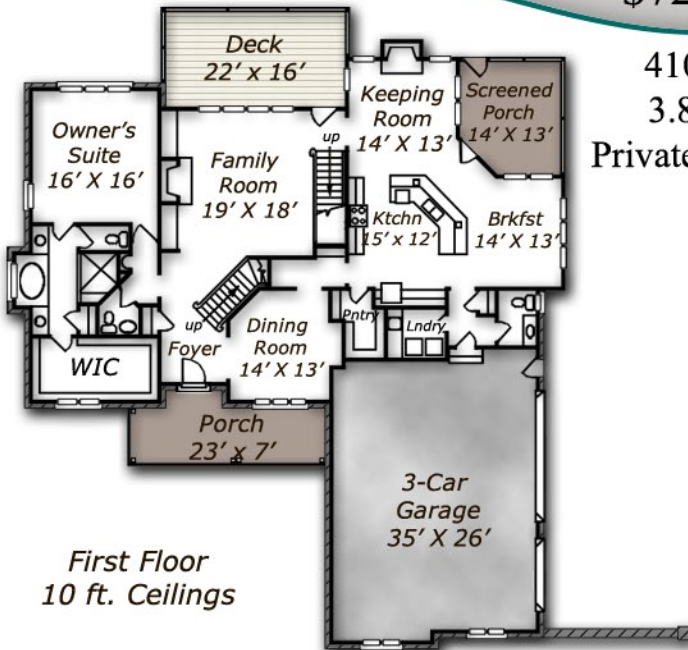 $72
410
3.8
Private
Deck
22' x 16'
Owner's
Suite
16' X 16'
Family
Room
19' X 18'
up
Keeping
Room
14' X 13'
Screened
Porch
14' X 13'
Ktchn
15' x 12'
Brkfst
14' X 13'
up
Foyer
Dining
Room
14' X 13'
Pntry
Lndry
WIC
Porch
23' x 7'
3-Car
Garage
35' X 26'
First Floor
10 ft. Ceilings